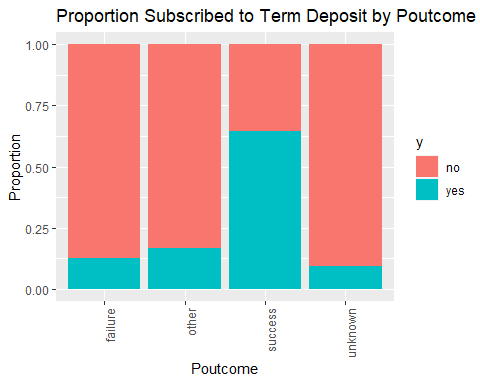 Proportion Subscribed to Term Deposit by Poutcome
Proportion
1.00
0.75
0.50
0.25
0.00
failure
other
success
unknown
Poutcome
y
no
yes